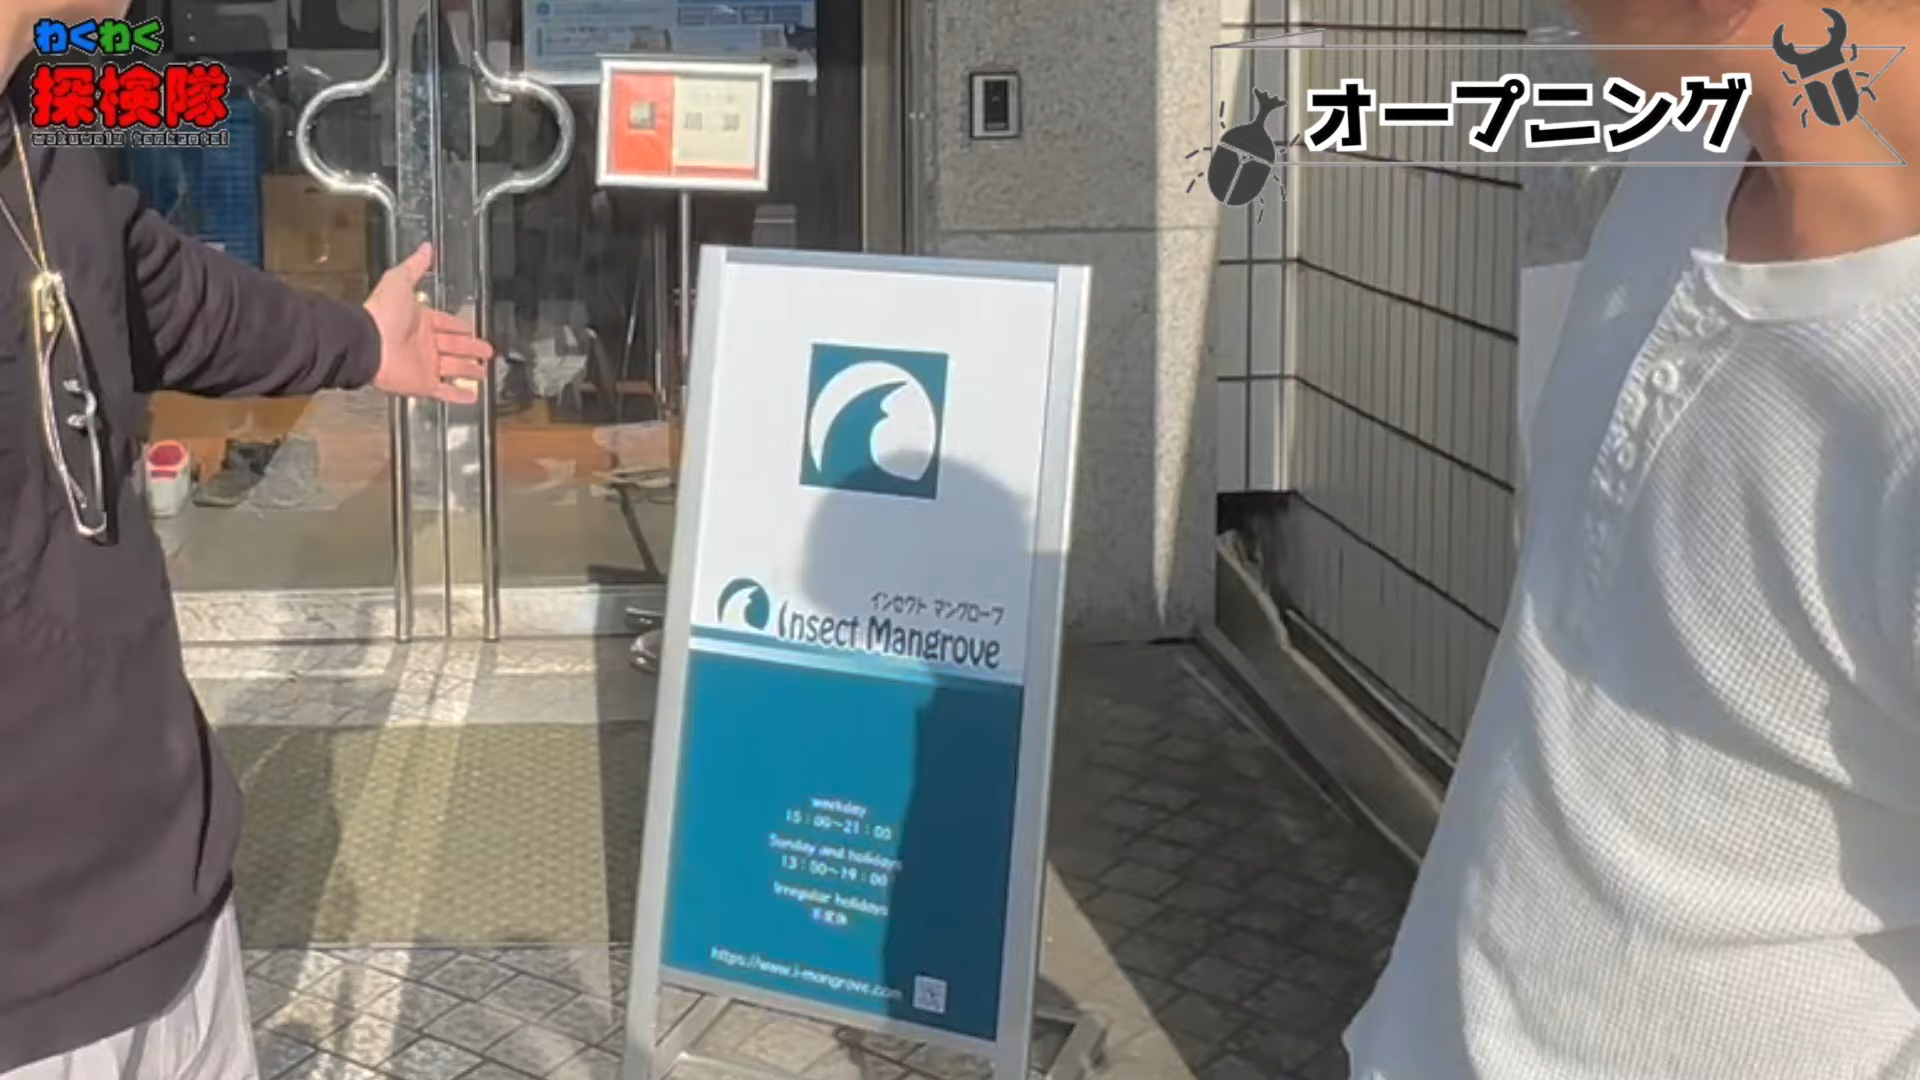 わくわく
探検隊
wakuwaku tankentai
オープニング
インセクト マングローブ
Insect Mangrove
weekday
15:00~21:00
Sunday and holidays
13:00~19:00
Irregular holidays
不定休
https://www.i-mangrove.com